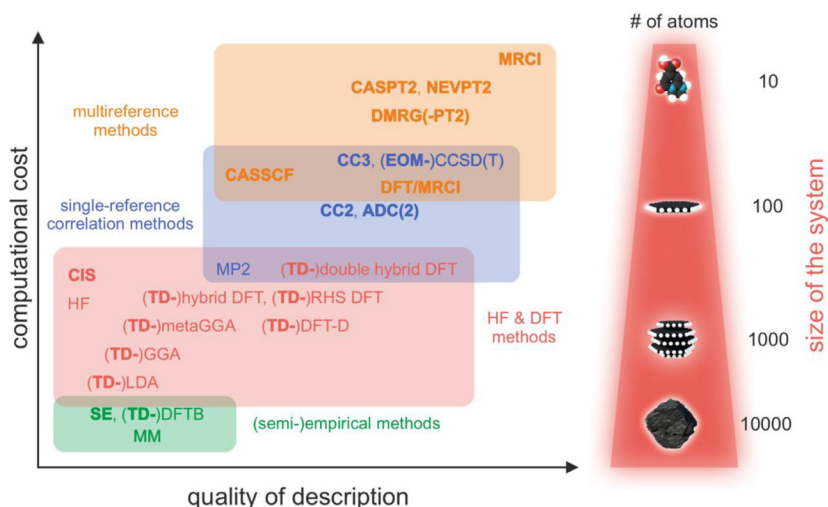 # of atoms
MRCI
CASPT2, NEVPT2
10
multireference
methods
DMRG(-PT2)
CC3, (EOM-)CCSD(T)
CASSCF
DFT/MRCI
single-reference
correlation methods
CC2, ADC(2)
100
CIS
MP2
(TD-)double hybrid DFT
HF
(TD-)hybrid DFT, (TD-)RHS DFT
(TD-)metaGGA
(TD-)DFT-D
HF & DFT
methods
1000
(TD-)GGA
(TD-)LDA
SE, (TD-)DFTB
MM
(semi-)empirical methods
10000
computational cost
quality of description
size of the system